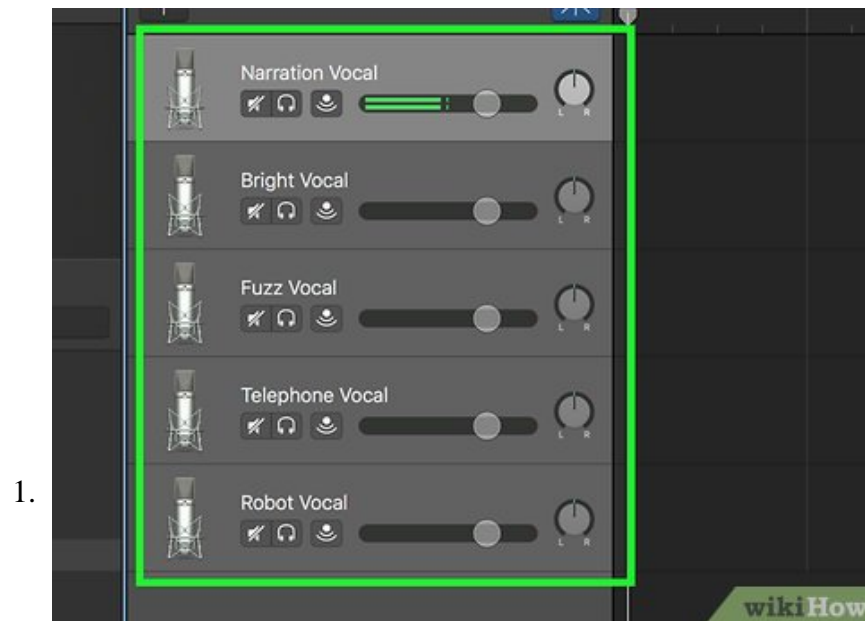 Narration Vocal
L R
Bright Vocal
L R
Fuzz Vocal
L R
Telephone Vocal
L R
1.
Robot Vocal
L R
wikiHow